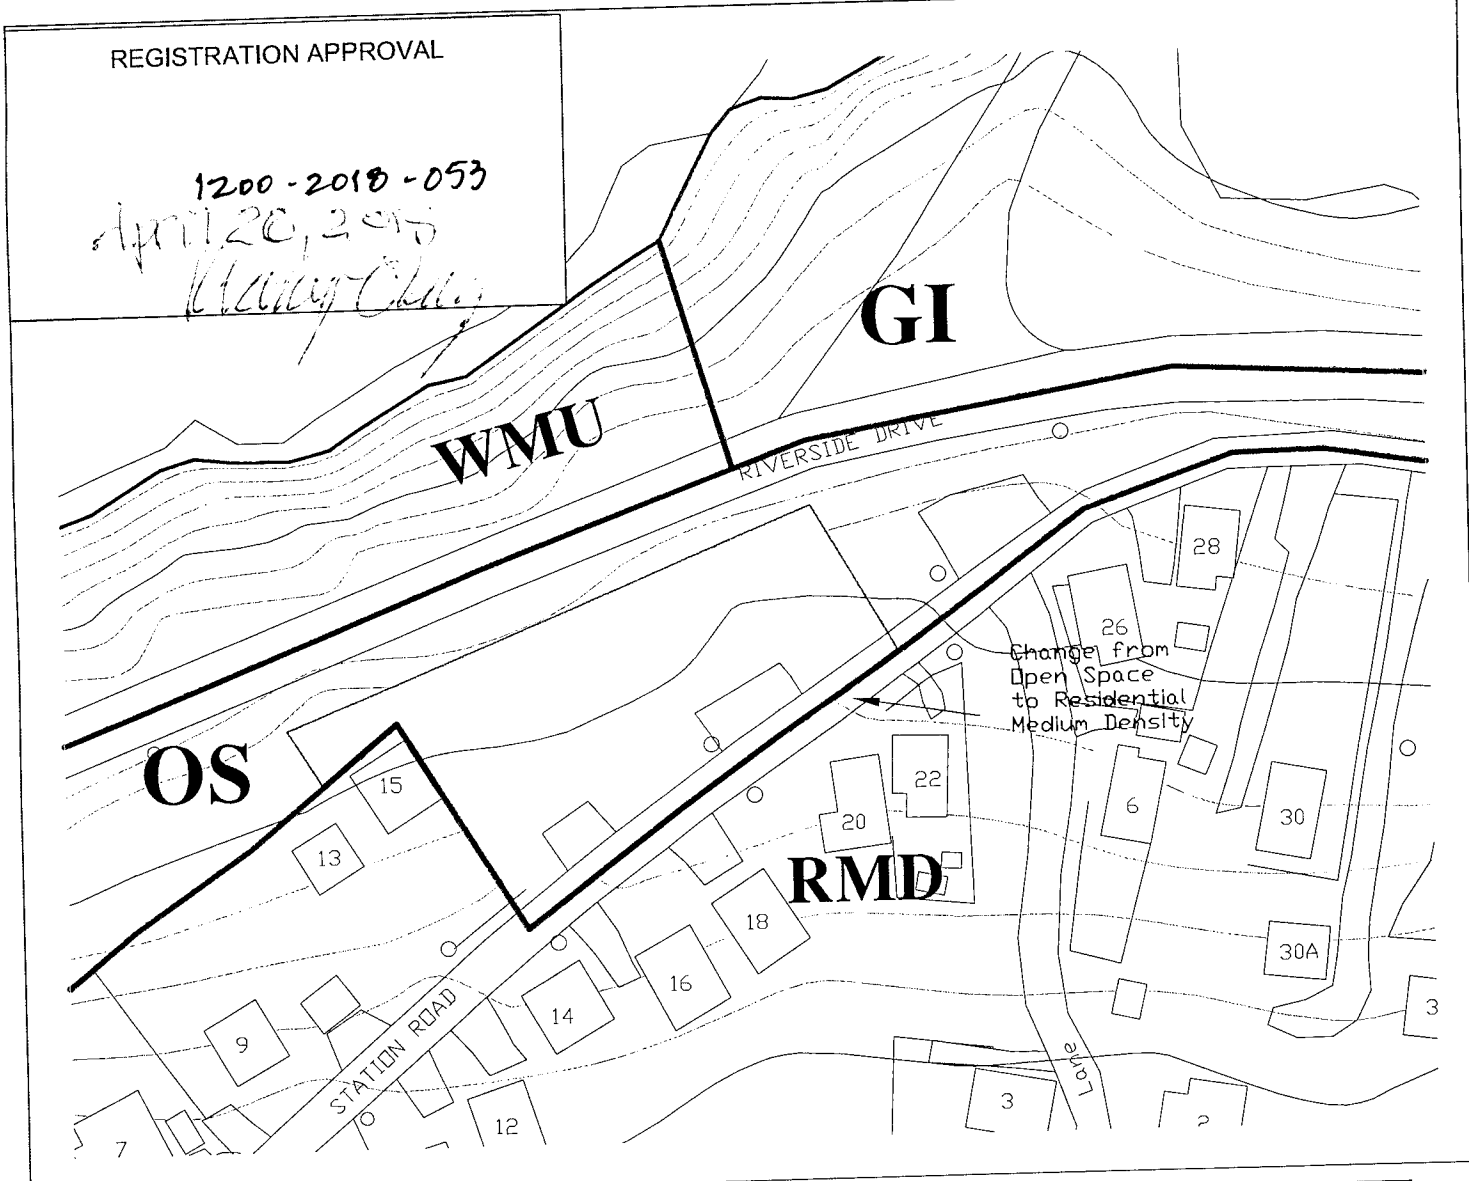 REGISTRATION APPROVAL
1200-2018-053
GI
WMU
RIVERSIDE DRIVE
28
26
Change from
Open Space
to Residential
Medium Density
OS
15
13
22
20
6
30
RMD
18
30A
16
14
9
STATION ROAD
Lane
3
3
2
12
7